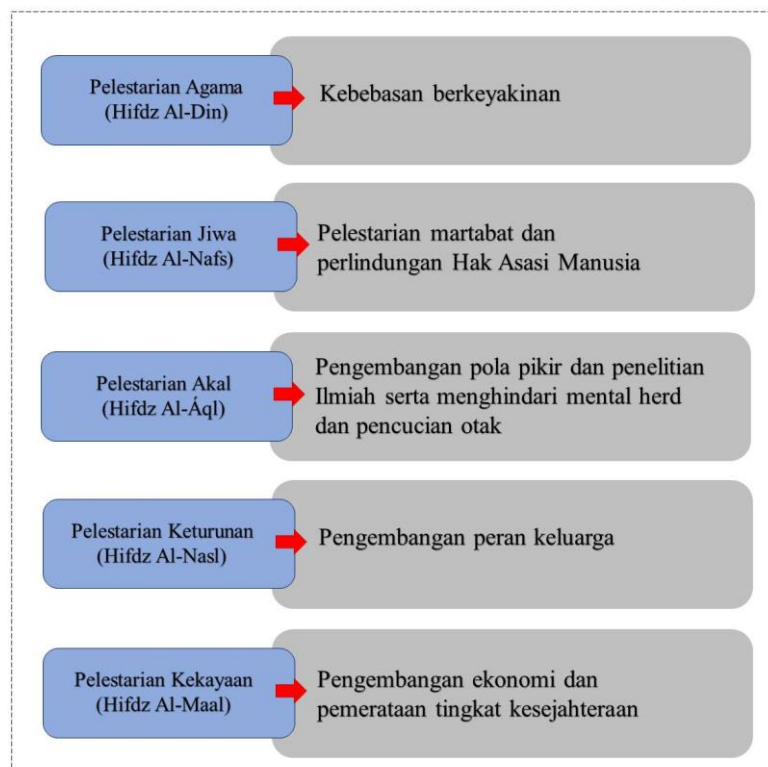 Pelestarian Agama
(Hifdz Al-Din)
Kebebasan berkeyakinan
Pelestarian Jiwa
(Hifdz Al-Nafs)
Pelestarian martabat dan
perlindungan Hak Asasi Manusia
Pelestarian Akal
(Hifdz Al-Áql)
Pengembangan pola pikir dan penelitian
Ilmiah serta menghindari mental herd
dan pencucian otak
Pelestarian Keturunan
(Hifdz Al-Nasl)
Pengembangan peran keluarga
Pelestarian Kekayaan
(Hifdz Al-Maal)
Pengembangan ekonomi dan
pemerataan tingkat kesejahteraan